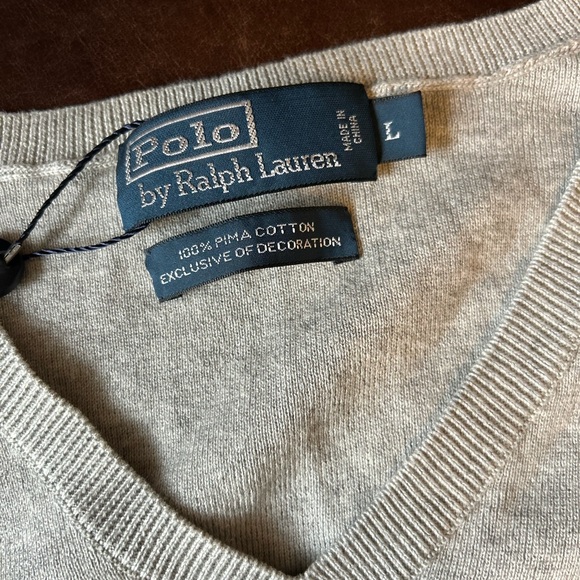 Polo
by Ralph Lauren
MADE IN
CHINA
L
100% PIMA COTTON
EXCLUSIVE OF DECORATION